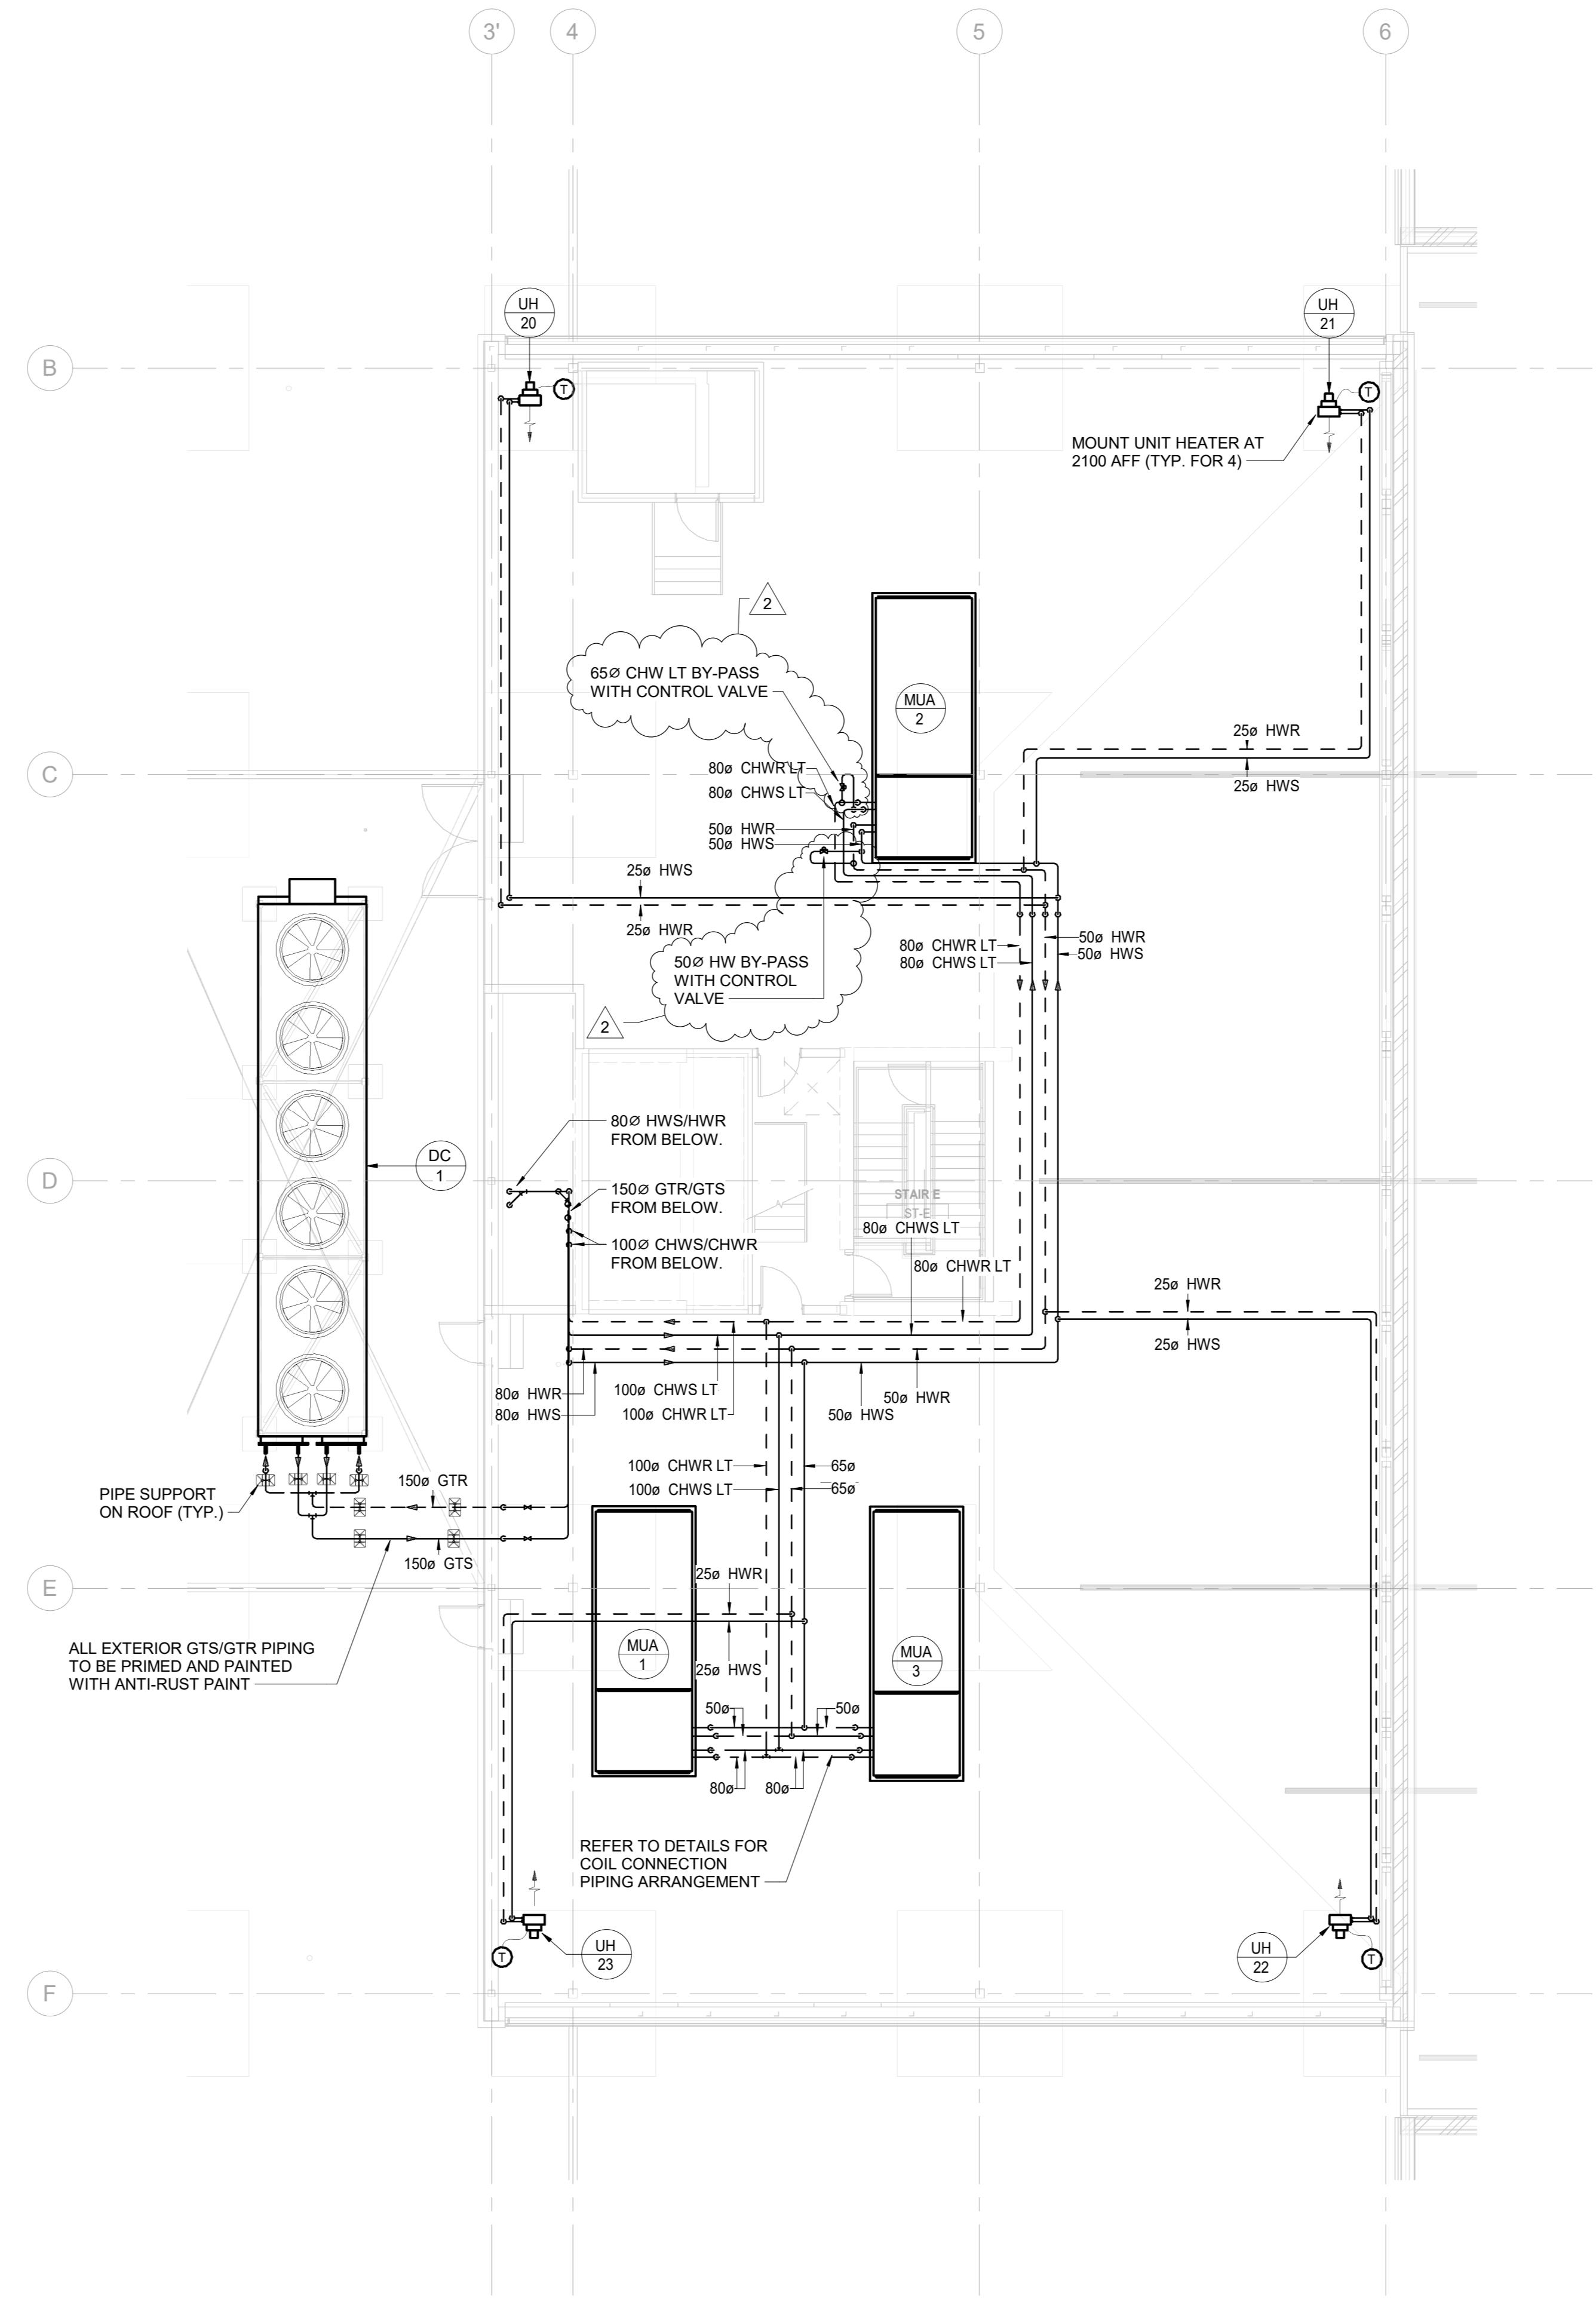 3'
4
5
6
UH
20
UH
21
B
T
T
MOUNT UNIT HEATER AT
2100 AFF (TYP. FOR 4)
2
65Ø CHW LT BY-PASS
WITH CONTROL VALVE
MUA
2
25ø HWR
C
80ø CHWR LT
80ø CHWS LT
25ø HWS
50ø HWR
50ø HWS
25ø HWS
25ø HWR
50ø HWR
80ø CHWR LT
50ø HWS
80ø CHWS LT
50Ø HW BY-PASS
WITH CONTROL
VALVE
2
80Ø HWS/HWR
FROM BELOW.
DC
1
D
150Ø GTR/GTS
FROM BELOW.
STAIR E
ST-E
80ø CHWS LT
100Ø CHWS/CHWR
FROM BELOW.
80ø CHWR LT
25ø HWR
25ø HWS
80ø HWR
100ø CHWS LT
50ø HWR
80ø HWS
100ø CHWR LT
50ø HWS
100ø CHWR LT
65ø
150ø GTR
100ø CHWS LT
65ø
PIPE SUPPORT
ON ROOF (TYP.)
150ø GTS
25ø HWR
E
ALL EXTERIOR GTS/GTR PIPING
TO BE PRIMED AND PAINTED
WITH ANTI-RUST PAINT
MUA
1
MUA
3
25ø HWS
50ø
50ø
80ø
80ø
REFER TO DETAILS FOR
COIL CONNECTION
PIPING ARRANGEMENT
UH
23
T
UH
22
T
F